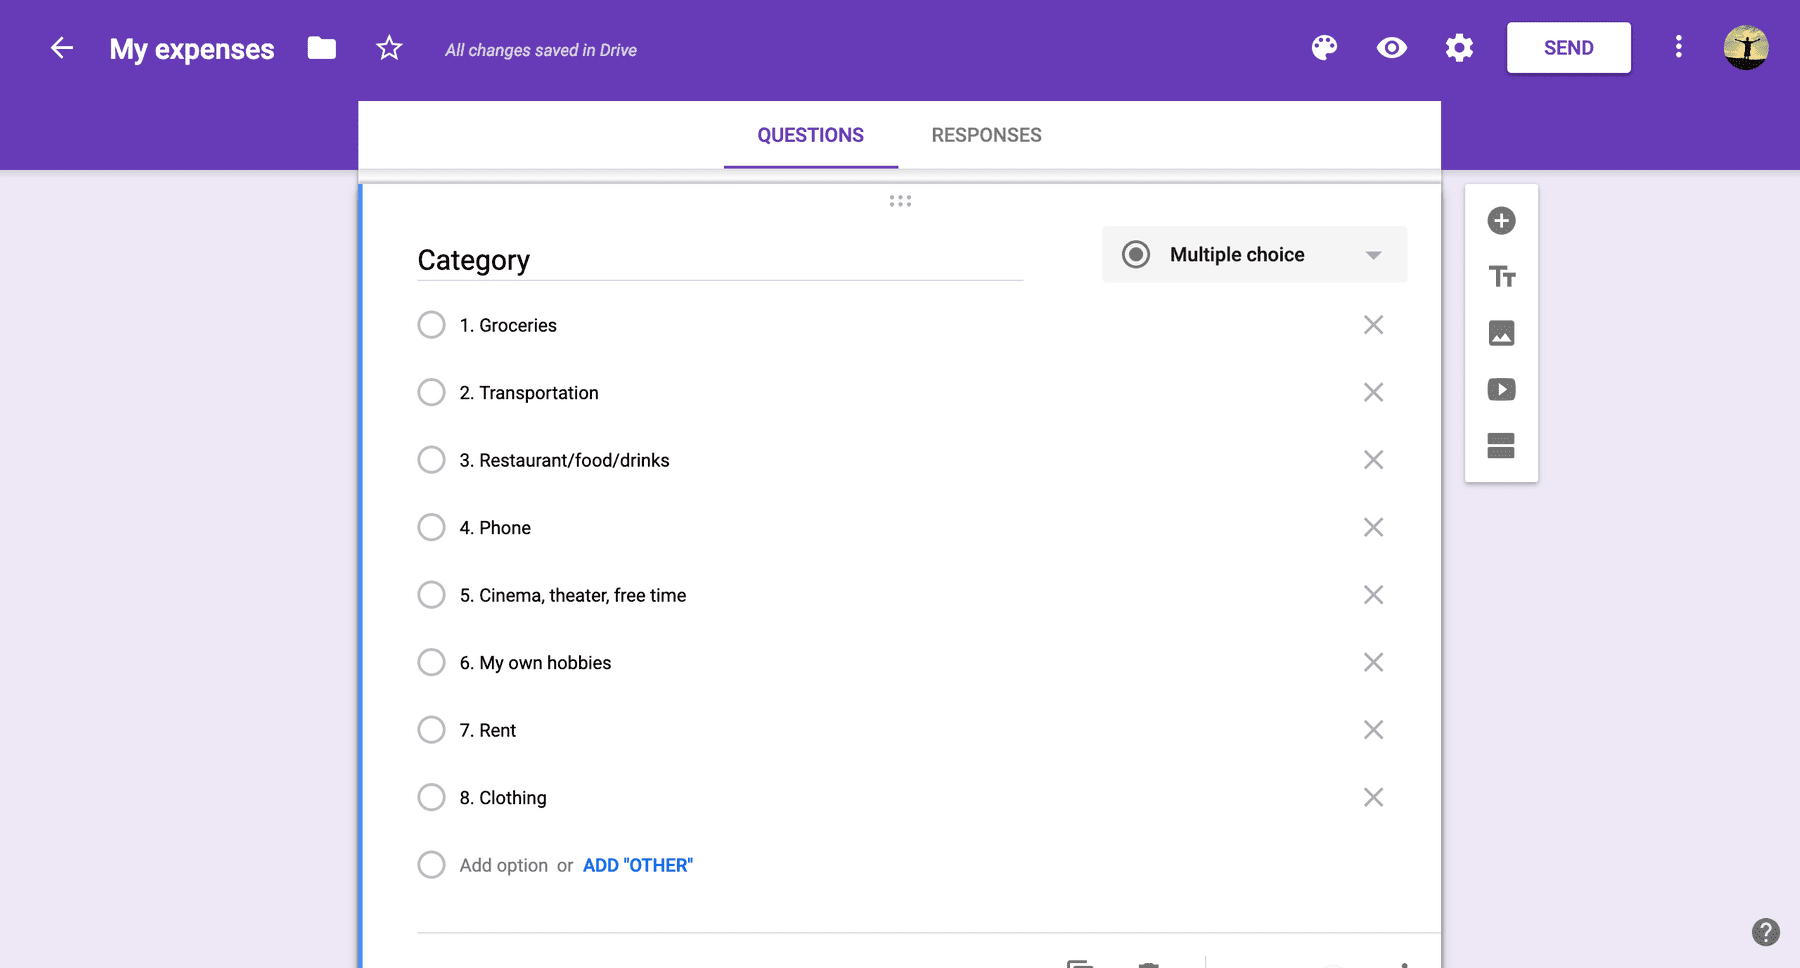 My expenses
All changes saved in Drive
SEND
QUESTIONS
RESPONSES
Category
Multiple choice
1. Groceries
2. Transportation
3. Restaurant/food/drinks
4. Phone
5. Cinema, theater, free time
6. My own hobbies
7. Rent
8. Clothing
Add option or ADD "OTHER"